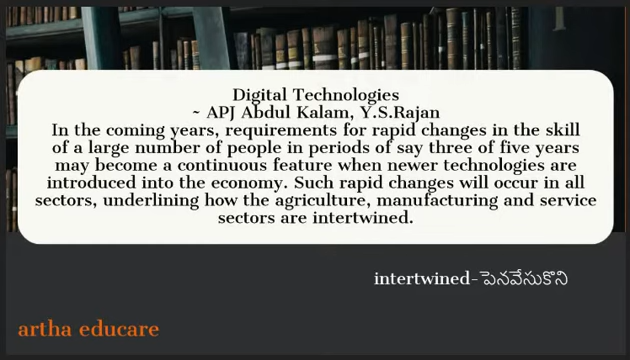 Digital Technologies
~ APJ Abdul Kalam, Y.S.Rajan
In the coming years, requirements for rapid changes in the skill
of a large number of people in periods of say three of five years
may become a continuous feature when newer technologies are
introduced into the economy. Such rapid changes will occur in all
sectors, underlining how the agriculture, manufacturing and service
sectors are intertwined.
intertwined-పెనవేసుకొని
artha educare